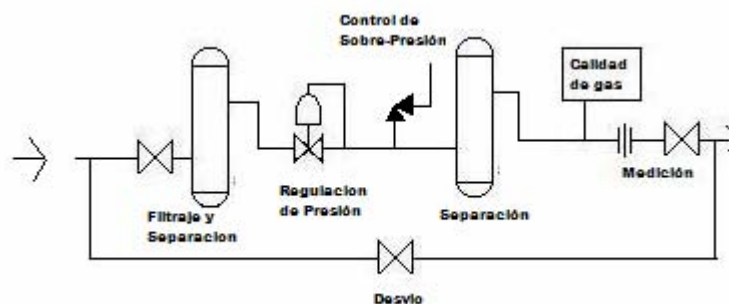 Control de
Sobre-Presión
Calidad
de gas
Filtraje y
Separacion
Regulacion
de Presión
Separación
Medición
Desvio